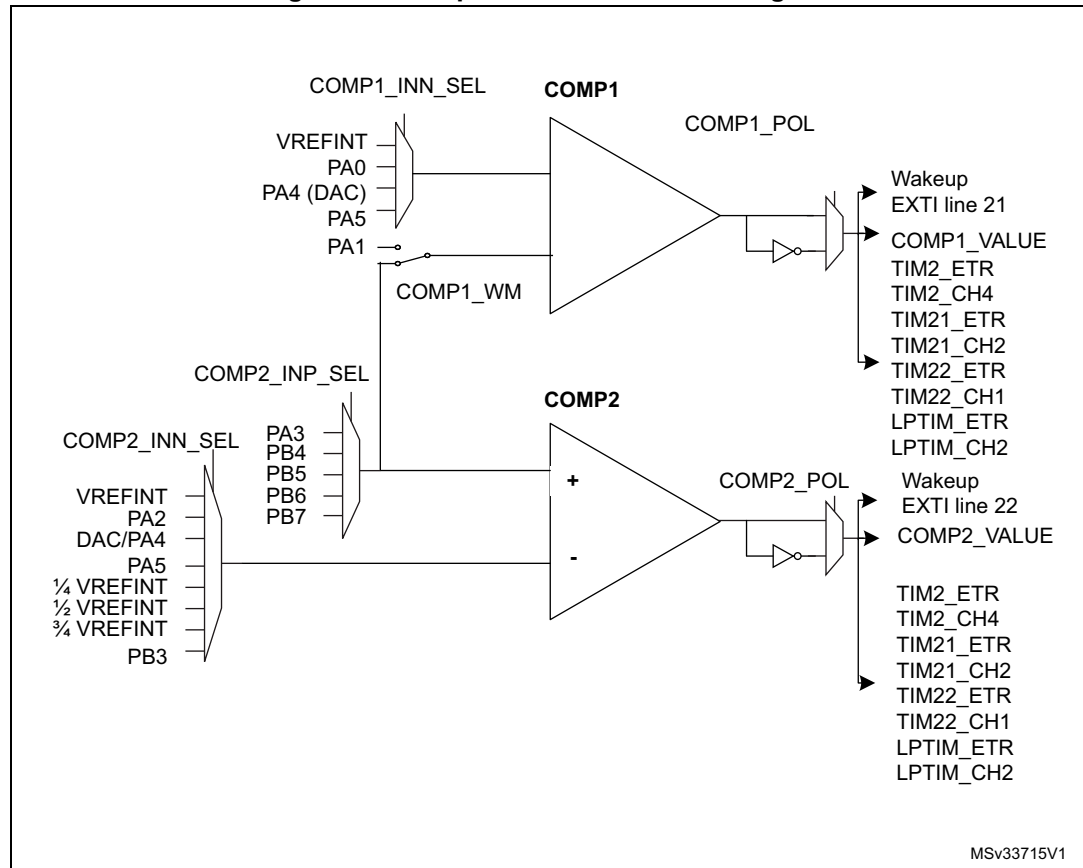 COMP1_INN_SEL
COMP1
COMP1_POL
VREFINT
PA0
PA4 (DAC)
PA5
PA1
COMP1_WM
Wakeup
EXTI line 21
COMP1_VALUE
TIM2_ETR
TIM2_CH4
TIM21_ETR
TIM21_CH2
TIM22_ETR
TIM22_CH1
LPTIM_ETR
LPTIM_CH2
COMP2_INP_SEL
COMP2
COMP2_INN_SEL
PA3
PB4
PB5
PB6
PB7
VREFINT
PA2
DAC/PA4
PA5
¼ VREFINT
½ VREFINT
¾ VREFINT
PB3
+
-
COMP2_POL
Wakeup
EXTI line 22
COMP2_VALUE
TIM2_ETR
TIM2_CH4
TIM21_ETR
TIM21_CH2
TIM22_ETR
TIM22_CH1
LPTIM_ETR
LPTIM_CH2
MSv33715V1